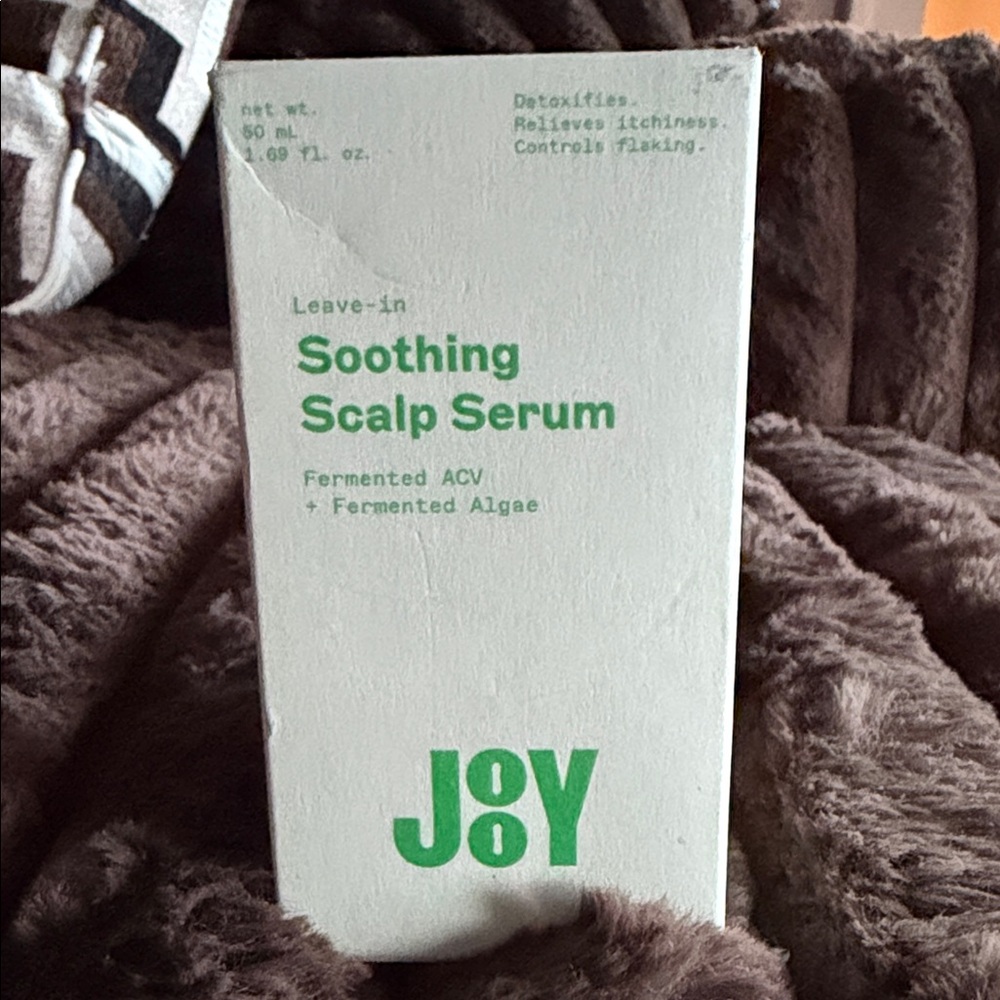 net wt.
50 mL
1.69 fl. oz.
Detoxifies.
Relieves itchiness.
Controls flaking.
Leave-in
Soothing
Scalp Serum
Fermented ACV
+ Fermented Algae
JOOY